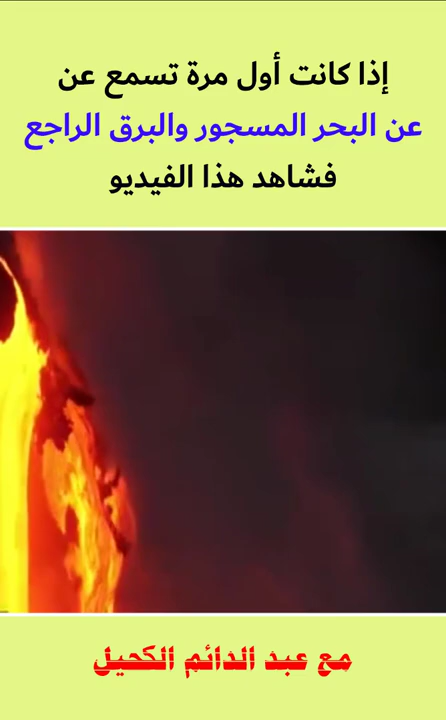 إذا كانت أول مرة تسمع عن
عن البحر المسجور والبرق الراجع
فشاهد هذا الفيديو
مع عبد الدائم الكحيل